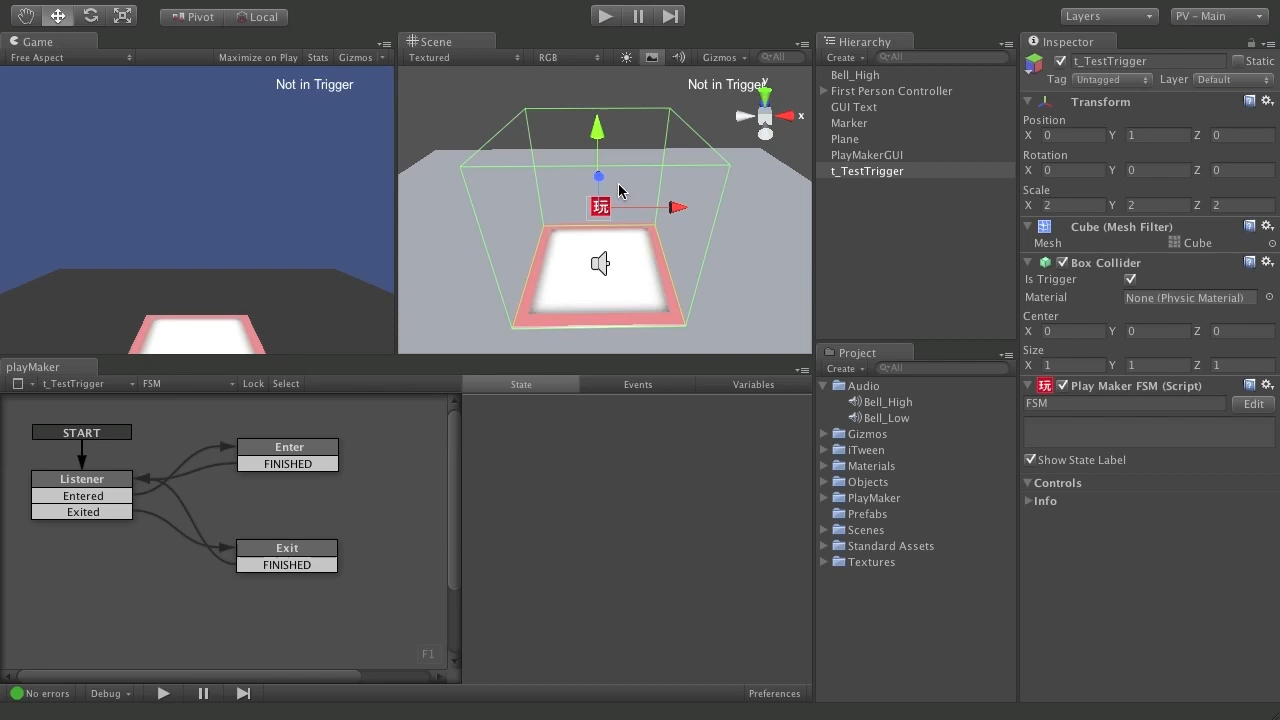 Pivot Local Layers PV - Main
Game Scene Hierarchy Inspector
Free Aspect Maximize on Play Stats Gizmos Textured RGB Gizmos All Create All t_TestTrigger Static
Tag Untagged Layer Default
Not in Trigger Not in Trigger y x
Bell_High
First Person Controller
GUI Text
Marker
Plane
PlayMakerGUI
t_TestTrigger
Transform
Position
X 0 Y 1 Z 0
Rotation
X 0 Y 0 Z 0
Scale
X 2 Y 2 Z 2
玩
Cube (Mesh Filter)
Mesh Cube
Box Collider
Is Trigger
Material None (Physic Material)
Center
X 0 Y 0 Z 0
Size
X 1 Y 1 Z 1
玩 Play Maker FSM (Script)
FSM Edit
Show State Label
Controls
Info
Project
Create All
Audio
Bell_High
Bell_Low
Gizmos
iTween
Materials
Objects
PlayMaker
Prefabs
Scenes
Standard Assets
Textures
playMaker
t_TestTrigger FSM Lock Select State Events Variables
START
Listener
Entered
Exited
Enter
FINISHED
Exit
FINISHED
F1
No errors Debug Preferences